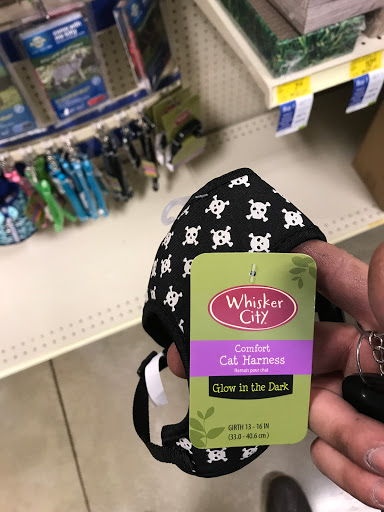 Whisker
City
Comfort
Cat Harness
Harnais pour chat
Glow in the Dark
GIRTH 13 - 16 IN
(33.0 - 40.6 cm)